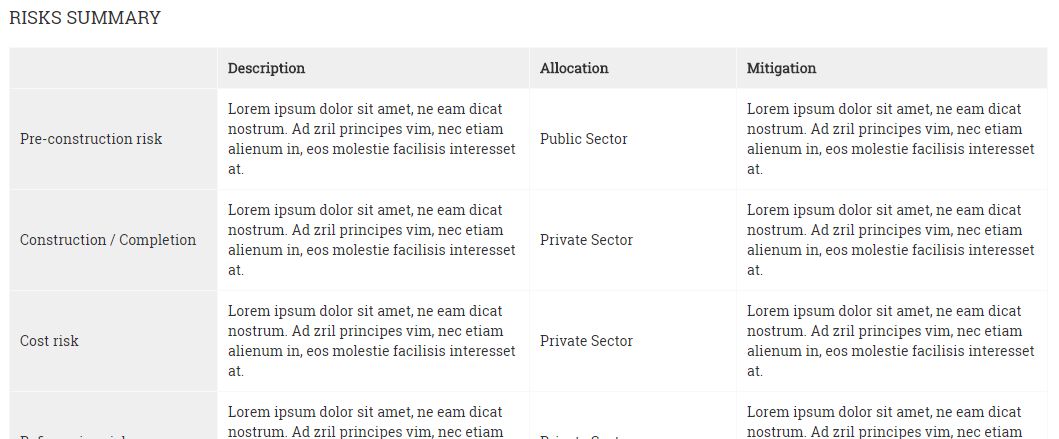 RISKS SUMMARY
Description Allocation Mitigation
Pre-construction risk
Lorem ipsum dolor sit amet, ne eam dicat
nostrum. Ad zril principes vim, nec etiam
alienum in, eos molestie facilisis interesset
at.
Public Sector
Lorem ipsum dolor sit amet, ne eam dicat
nostrum. Ad zril principes vim, nec etiam
alienum in, eos molestie facilisis interesset
at.
Construction / Completion
Lorem ipsum dolor sit amet, ne eam dicat
nostrum. Ad zril principes vim, nec etiam
alienum in, eos molestie facilisis interesset
at.
Private Sector
Lorem ipsum dolor sit amet, ne eam dicat
nostrum. Ad zril principes vim, nec etiam
alienum in, eos molestie facilisis interesset
at.
Cost risk
Lorem ipsum dolor sit amet, ne eam dicat
nostrum. Ad zril principes vim, nec etiam
alienum in, eos molestie facilisis interesset
at.
Private Sector
Lorem ipsum dolor sit amet, ne eam dicat
nostrum. Ad zril principes vim, nec etiam
alienum in, eos molestie facilisis interesset
at.
Lorem ipsum dolor sit amet, ne eam dicat
nostrum. Ad zril principes vim, nec etiam
Private Sector
Lorem ipsum dolor sit amet, ne eam dicat
nostrum. Ad zril principes vim, nec etiam